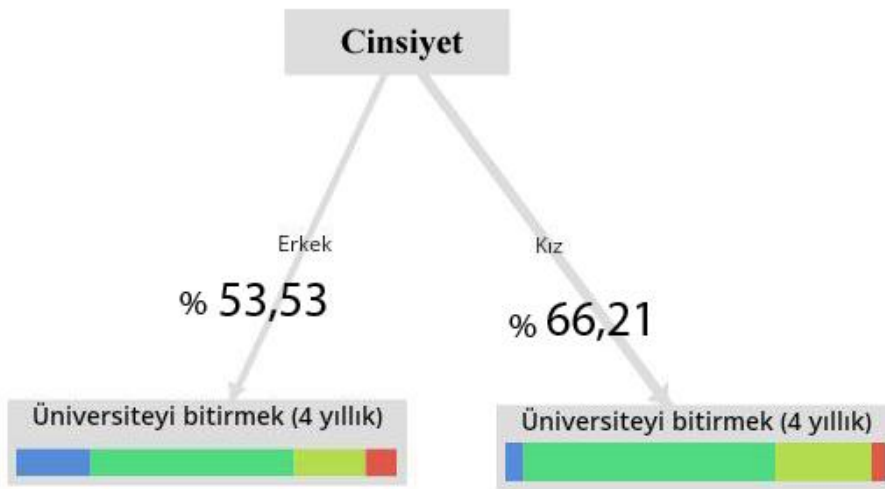 Cinsiyet
Erkek
Kız
% 53,53
% 66,21
Üniversiteyi bitirmek (4 yıllık)
Üniversiteyi bitirmek (4 yıllık)